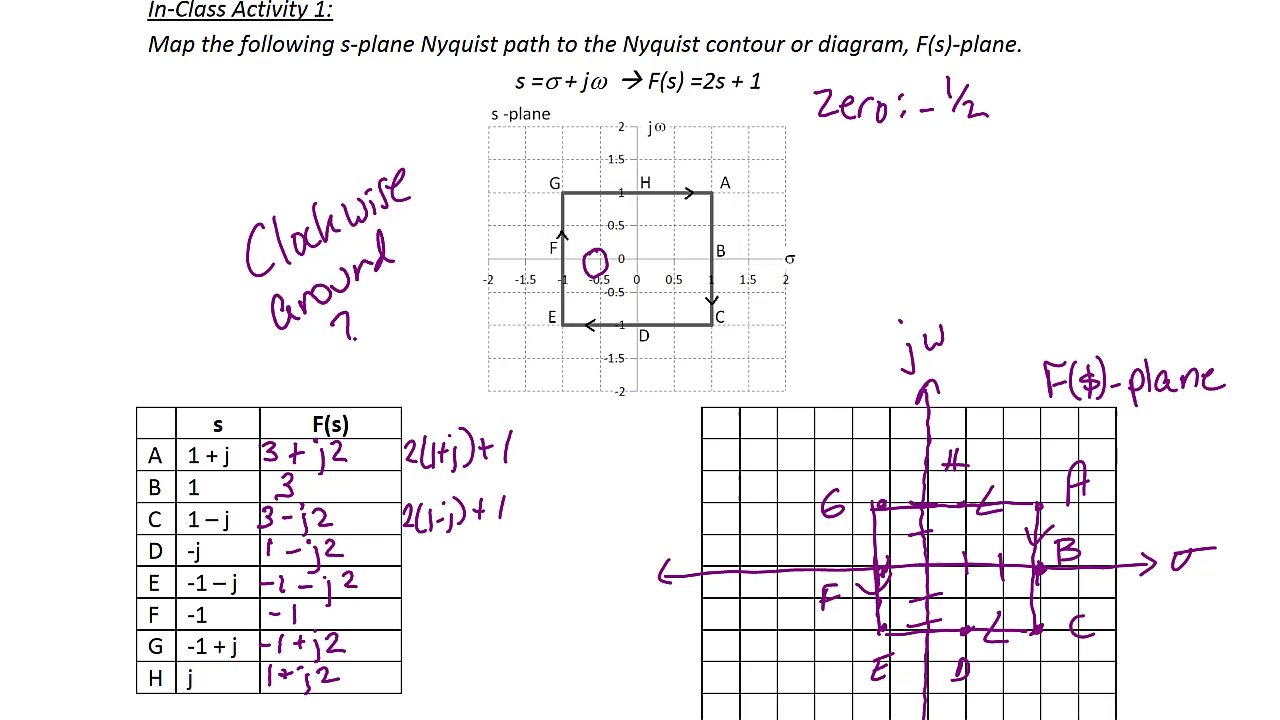 In-Class Activity 1:
Map the following s-plane Nyquist path to the Nyquist contour or diagram, F(s)-plane.
s = σ + jω → F(s) = 2s + 1
Zero: - 1/2
s -plane
jω
2
1.5
G H 1 A
0.5
F 0 B σ
-2 -1.5 -1 -0.5 0 0.5 1 1.5 2
-0.5
E -1 D C
-1.5
-2
Clockwise
around
?
jω
F($)-plane
s F(s)
A 1 + j 3 + j2 2(1+j)+1
B 1 3
C 1 – j 3 - j2 2(1-j)+1
D -j 1 - j2
E -1 – j -1 - j2
F -1 -1
G -1 + j -1 + j2
H j 1 + j2
H
G A
B σ
F
C
E D